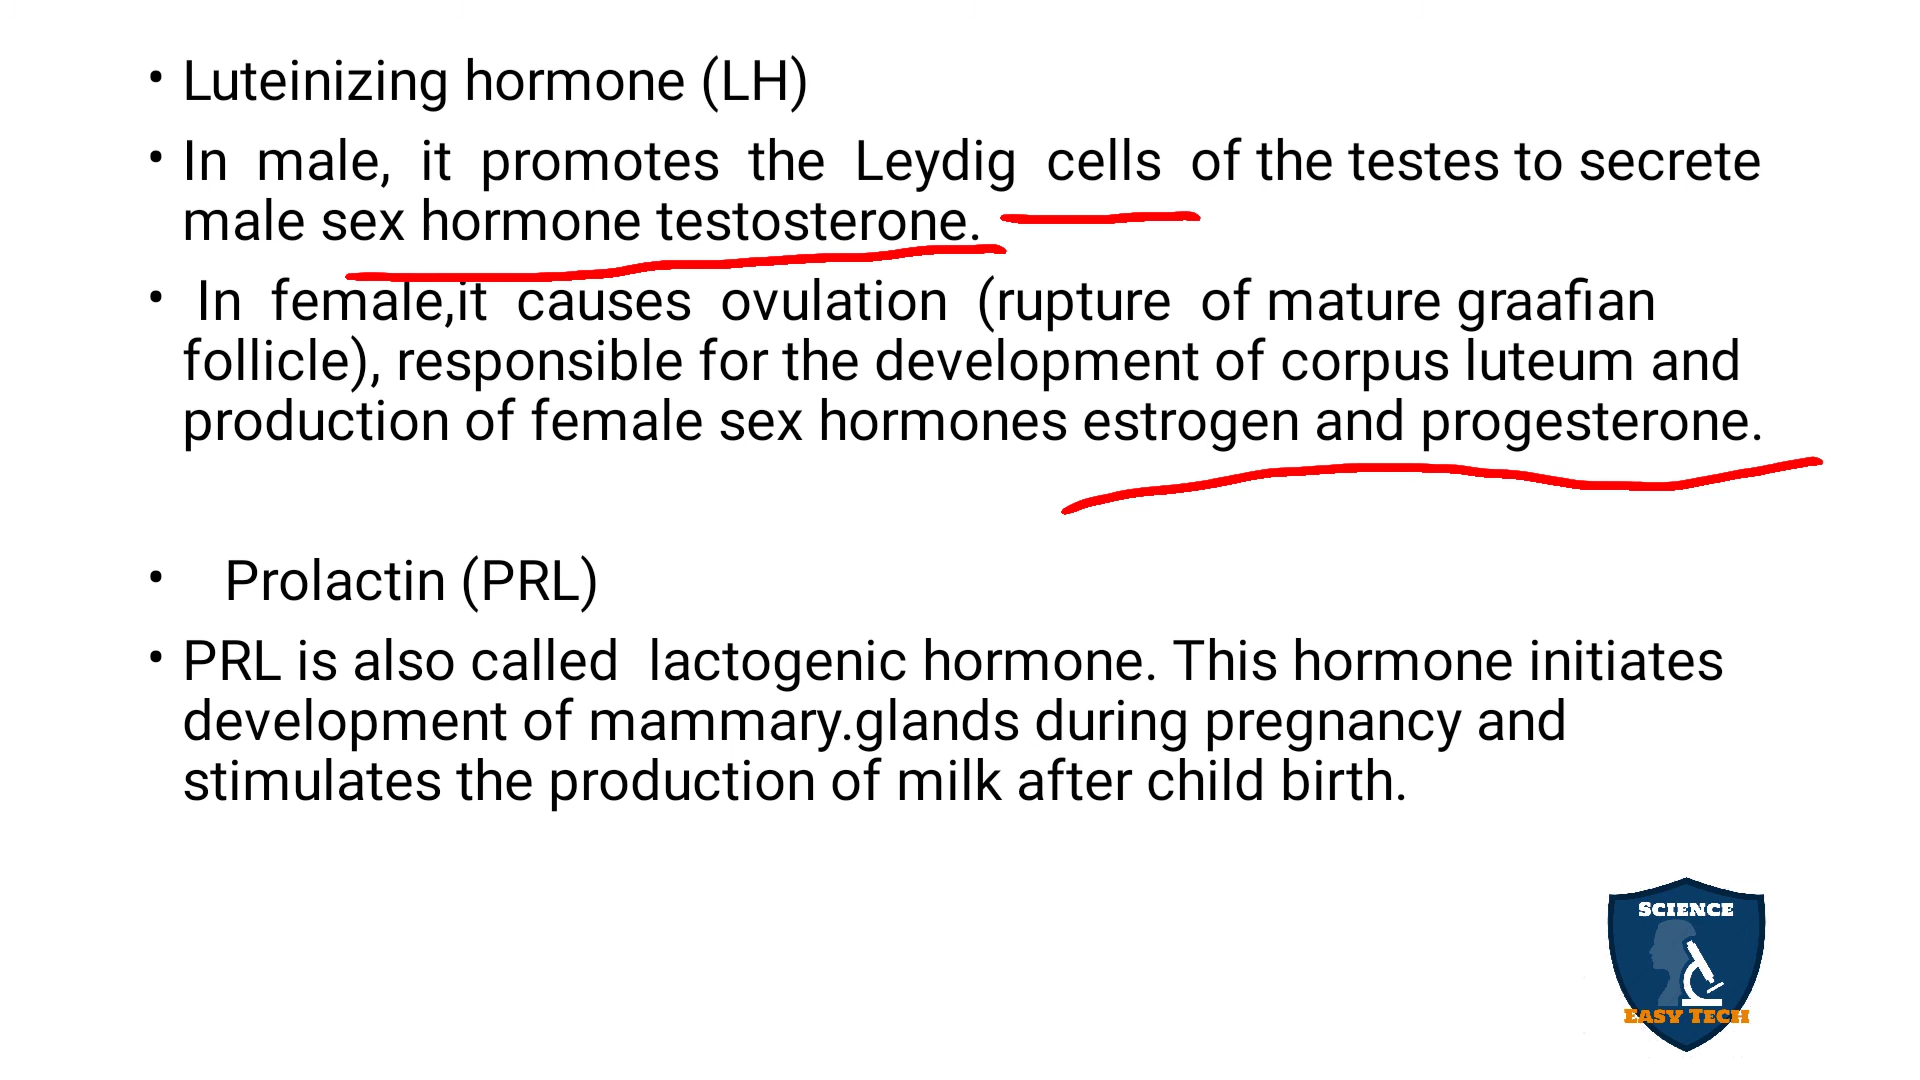 • Luteinizing hormone (LH)
• In male, it promotes the Leydig cells of the testes to secrete
male sex hormone testosterone.
• In female,it causes ovulation (rupture of mature graafian
follicle), responsible for the development of corpus luteum and
production of female sex hormones estrogen and progesterone.
• Prolactin (PRL)
• PRL is also called lactogenic hormone. This hormone initiates
development of mammary.glands during pregnancy and
stimulates the production of milk after child birth.
SCIENCE
EASY TECH